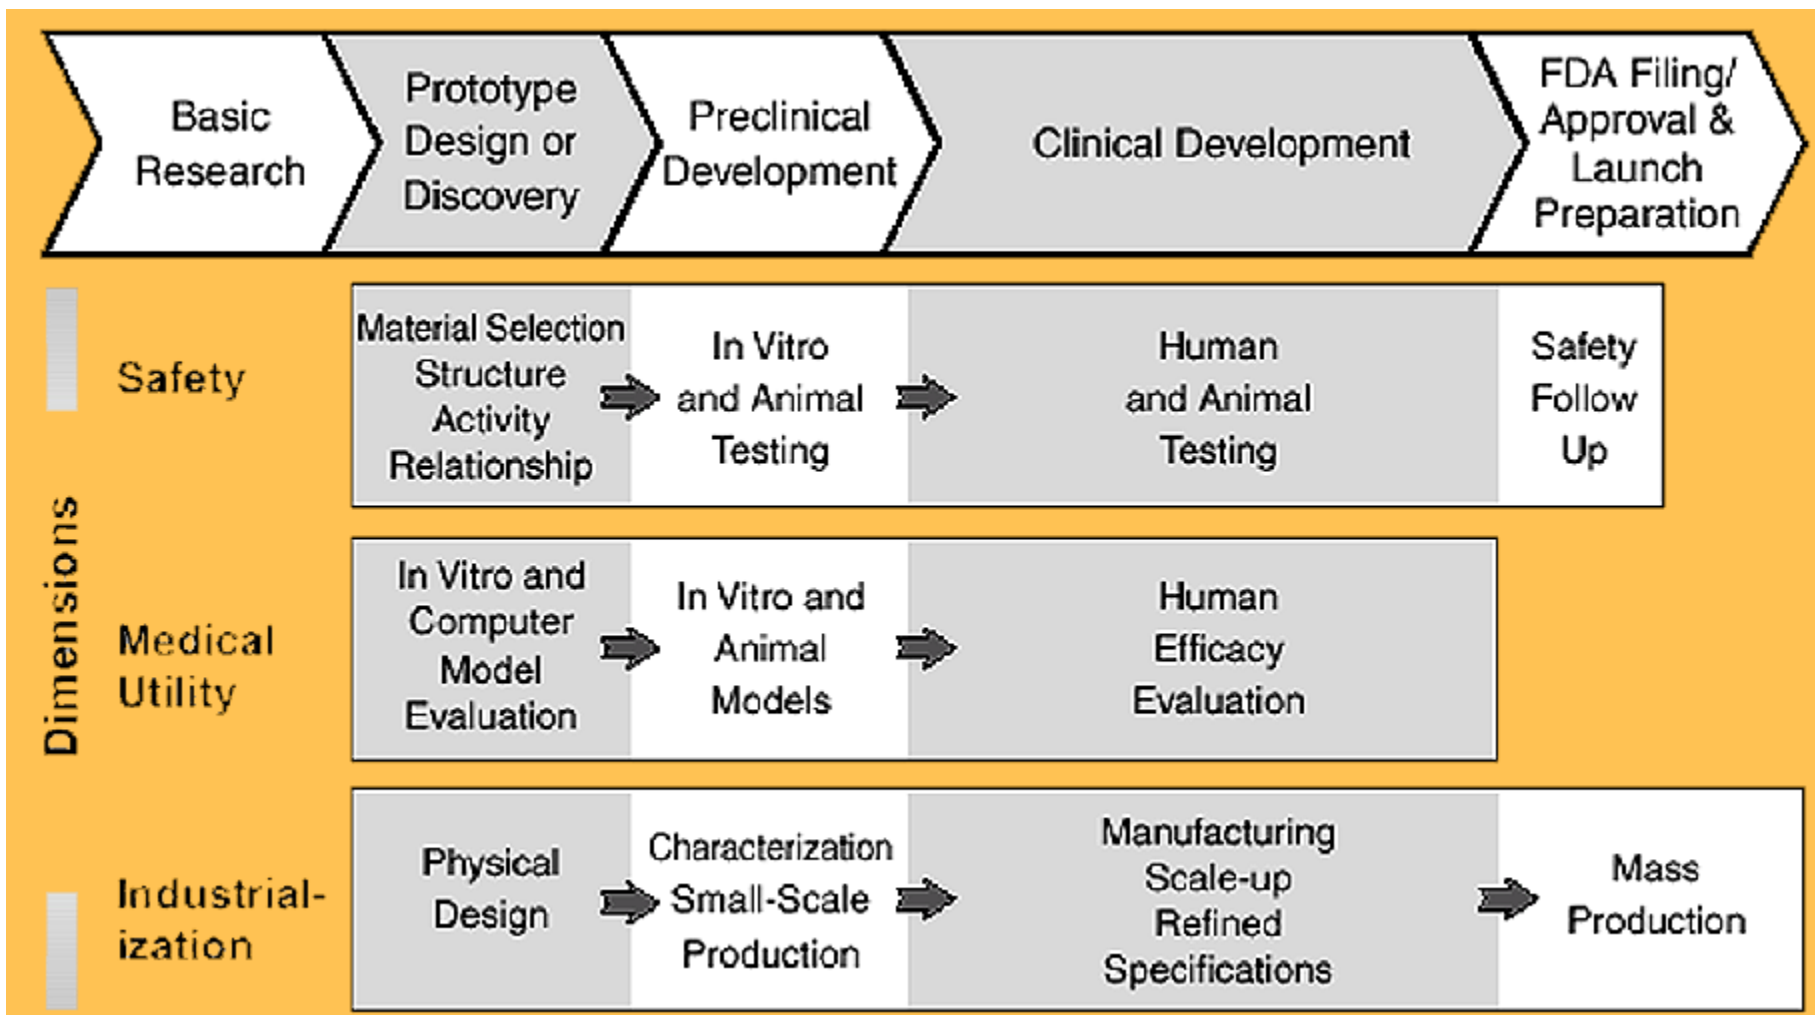 Basic
Research
Prototype
Design or
Discovery
Preclinical
Development
Clinical Development
FDA Filing/
Approval &
Launch
Preparation
Dimensions
Safety
Material Selection
Structure
Activity
Relationship
In Vitro
and Animal
Testing
Human
and Animal
Testing
Safety
Follow
Up
Medical
Utility
In Vitro and
Computer
Model
Evaluation
In Vitro and
Animal
Models
Human
Efficacy
Evaluation
Industrial-
ization
Physical
Design
Characterization
Small-Scale
Production
Manufacturing
Scale-up
Refined
Specifications
Mass
Production